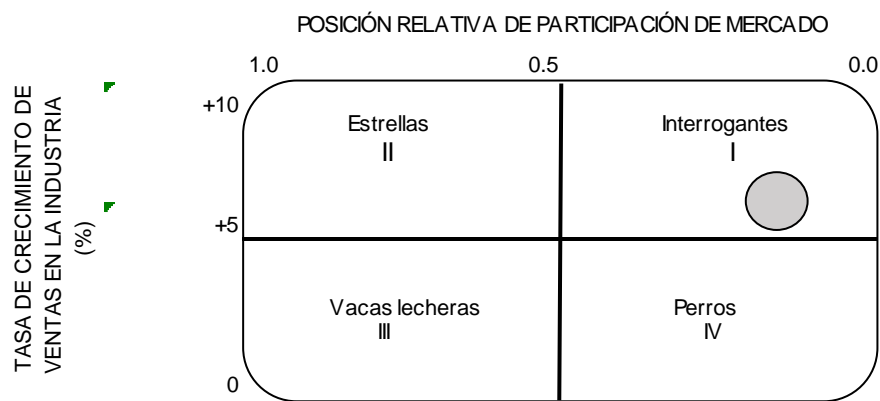 POSICIÓN RELATIVA DE PARTICIPACIÓN DE MERCADO
1.0 0.5 0.0
TASA DE CRECIMIENTO DE
VENTAS EN LA INDUSTRIA
(%)
+10
Estrellas
II
Interrogantes
I
+5
Vacas lecheras
III
Perros
IV
0